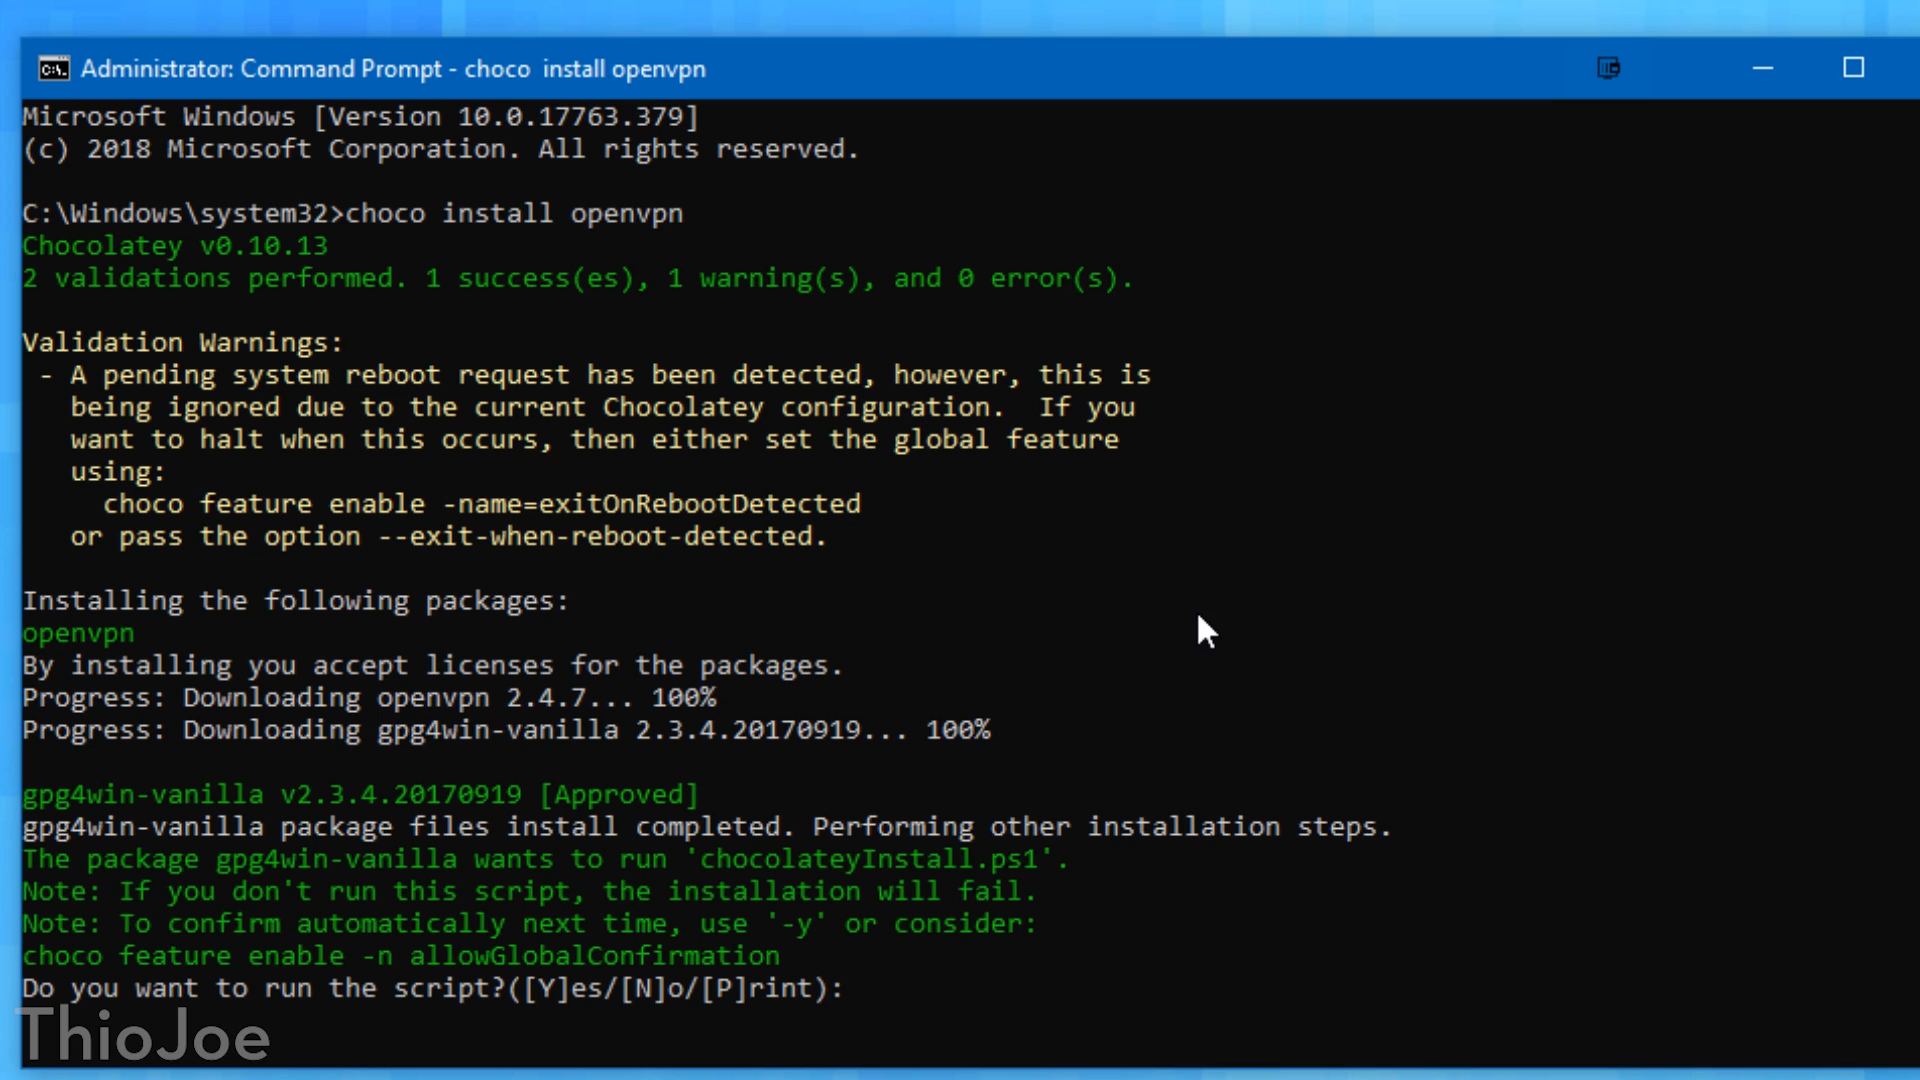 Administrator: Command Prompt - choco  install openvpn
Microsoft Windows [Version 10.0.17763.379]
(c) 2018 Microsoft Corporation. All rights reserved.
C:\Windows\system32>choco install openvpn
Chocolatey v0.10.13
2 validations performed. 1 success(es), 1 warning(s), and 0 error(s).
Validation Warnings:
 - A pending system reboot request has been detected, however, this is
   being ignored due to the current Chocolatey configuration.  If you
   want to halt when this occurs, then either set the global feature
   using:
     choco feature enable -name=exitOnRebootDetected
   or pass the option --exit-when-reboot-detected.
Installing the following packages:
openvpn
By installing you accept licenses for the packages.
Progress: Downloading openvpn 2.4.7... 100%
Progress: Downloading gpg4win-vanilla 2.3.4.20170919... 100%
gpg4win-vanilla v2.3.4.20170919 [Approved]
gpg4win-vanilla package files install completed. Performing other installation steps.
The package gpg4win-vanilla wants to run 'chocolateyInstall.ps1'.
Note: If you don't run this script, the installation will fail.
Note: To confirm automatically next time, use '-y' or consider:
choco feature enable -n allowGlobalConfirmation
Do you want to run the script?([Y]es/[N]o/[P]rint):
ThioJoe